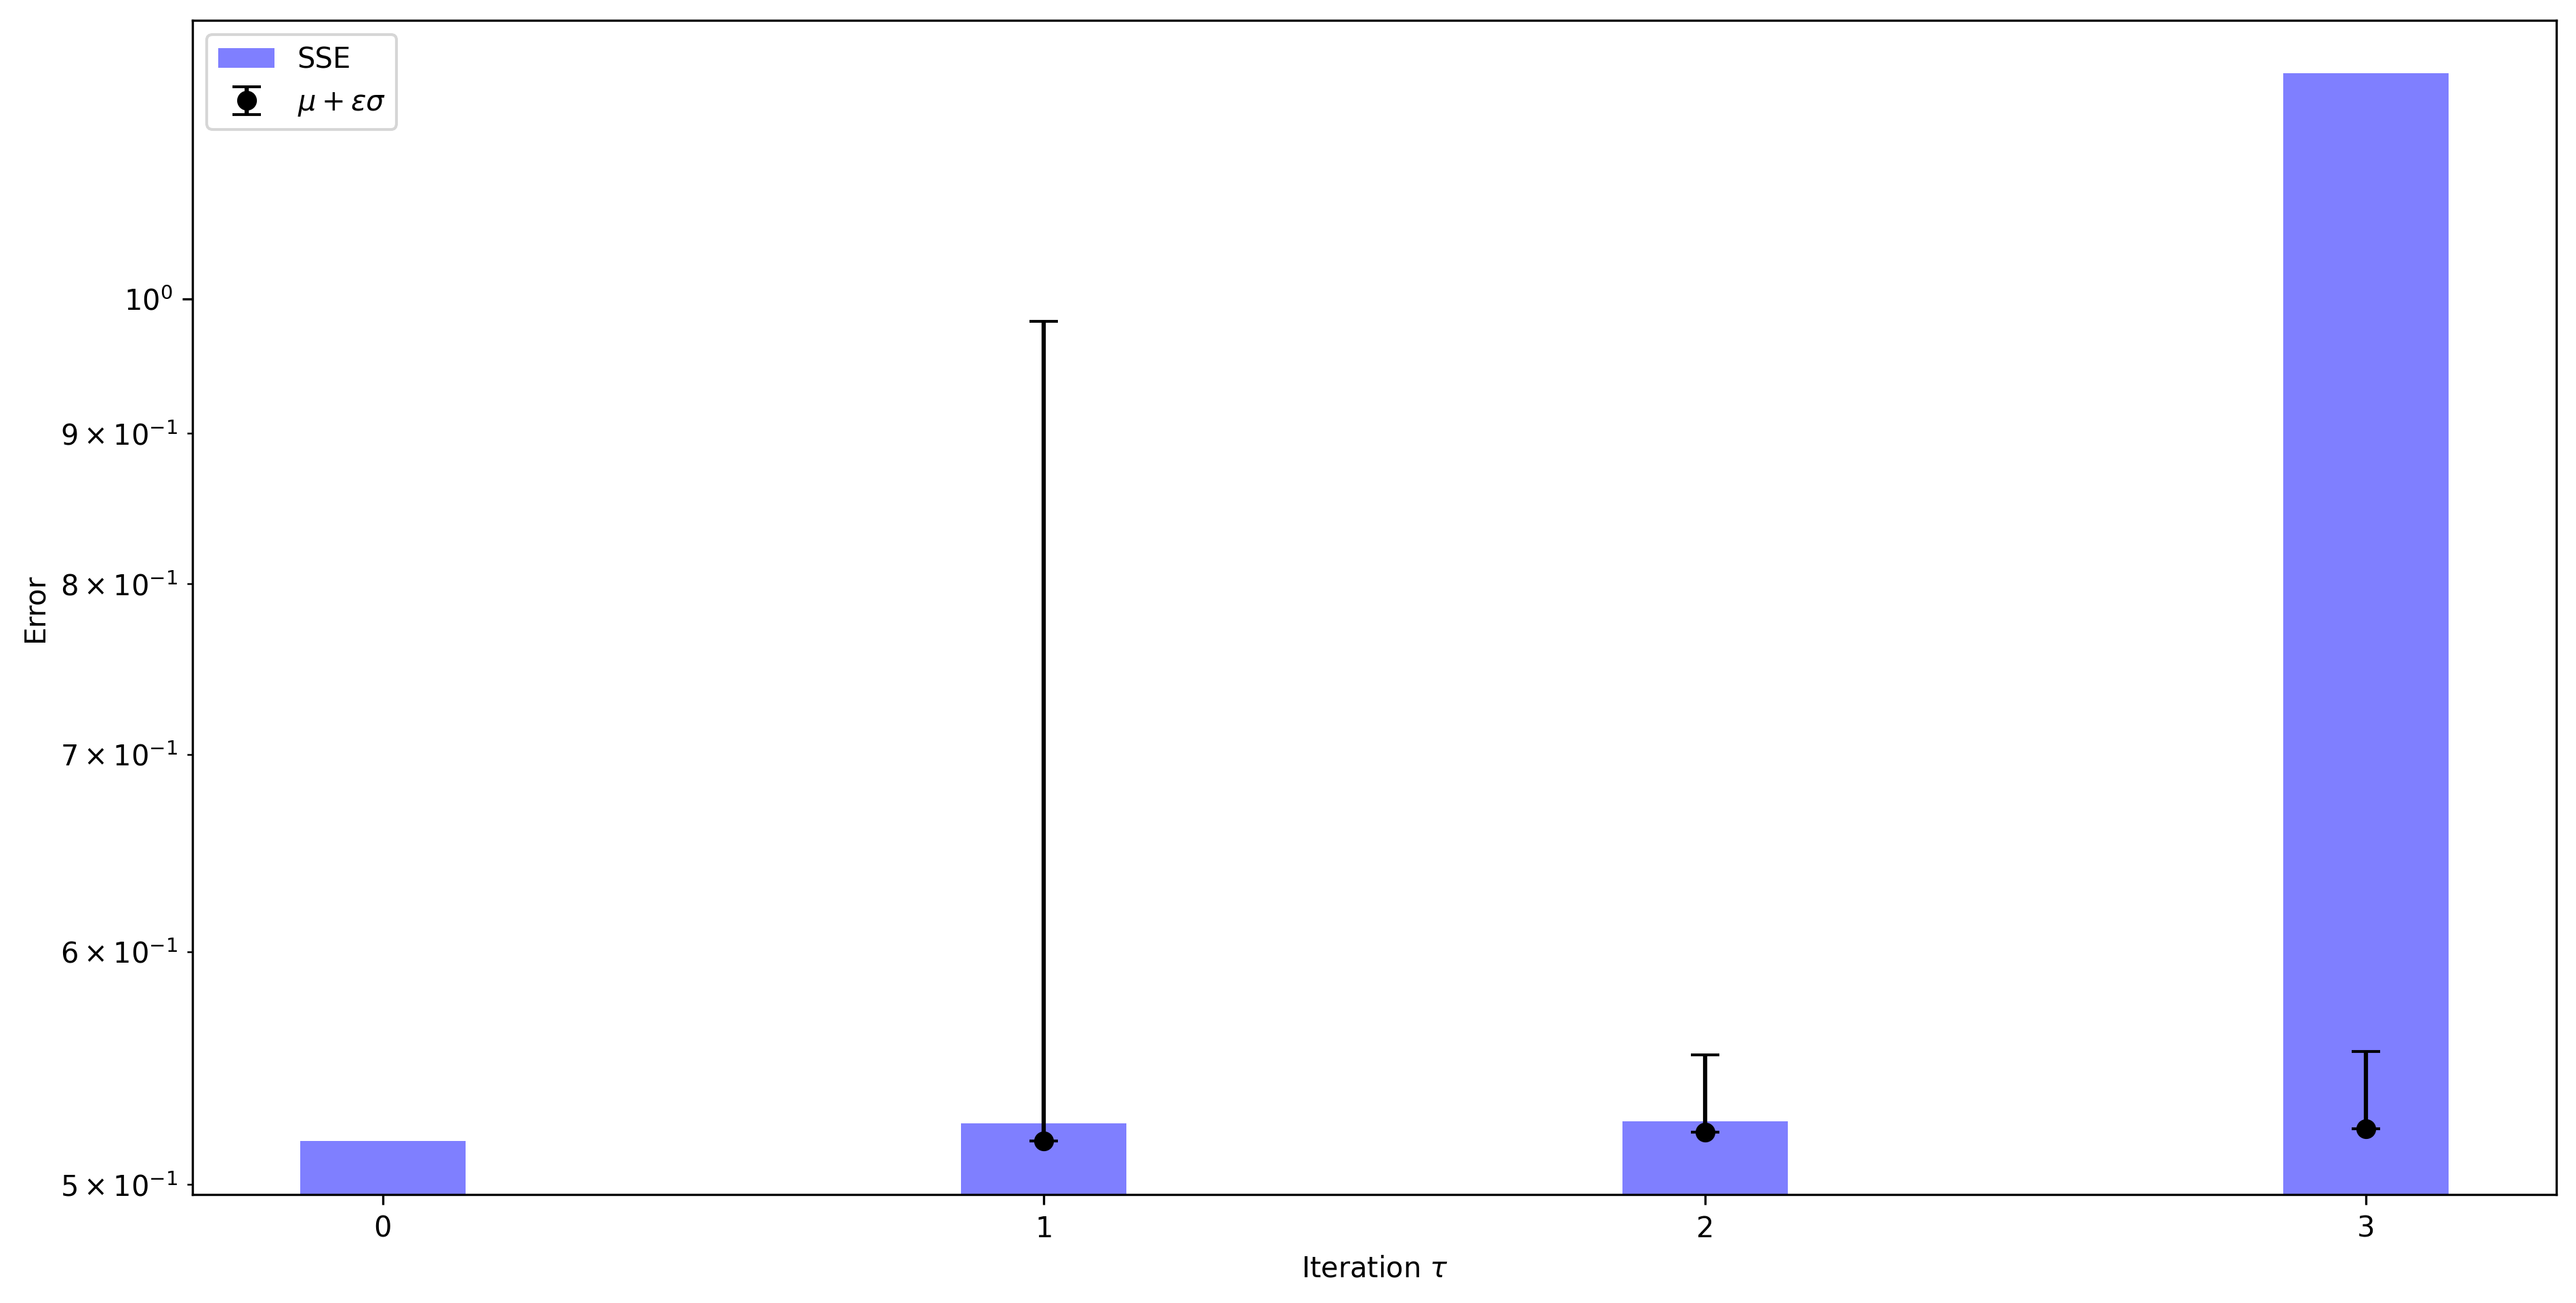 SSE
μ + εσ
10⁰
9 × 10⁻¹
8 × 10⁻¹
7 × 10⁻¹
6 × 10⁻¹
5 × 10⁻¹
Error
0 1 2 3
Iteration τ